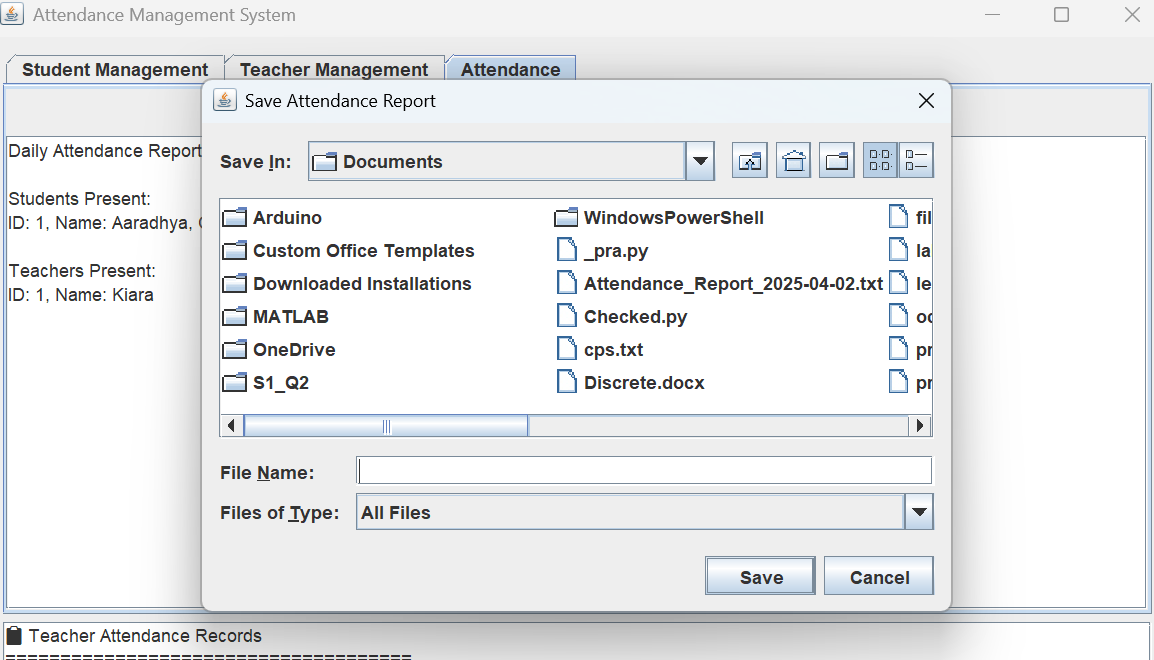 Attendance Management System
Student Management Teacher Management Attendance
Save Attendance Report
Save In: Documents
Daily Attendance Report
Students Present:
ID: 1, Name: Aaradhya,
Teachers Present:
ID: 1, Name: Kiara
Arduino
Custom Office Templates
Downloaded Installations
MATLAB
OneDrive
S1_Q2
WindowsPowerShell
_pra.py
Attendance_Report_2025-04-02.txt
Checked.py
cps.txt
Discrete.docx
File Name:
Files of Type: All Files
Save Cancel
Teacher Attendance Records
=====================================